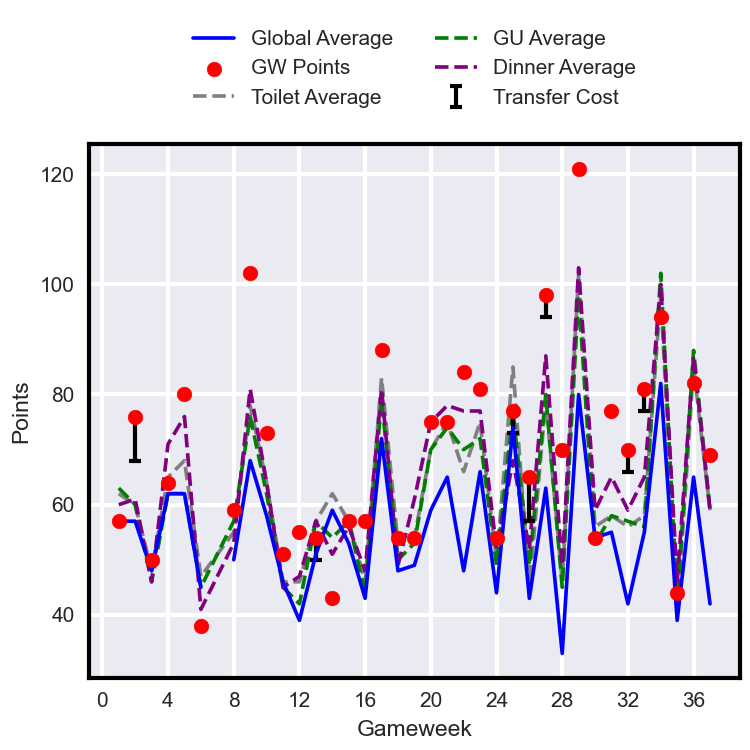 Global Average
GW Points
Toilet Average
GU Average
Dinner Average
Transfer Cost
120
100
80
60
40
Points
0 4 8 12 16 20 24 28 32 36
Gameweek